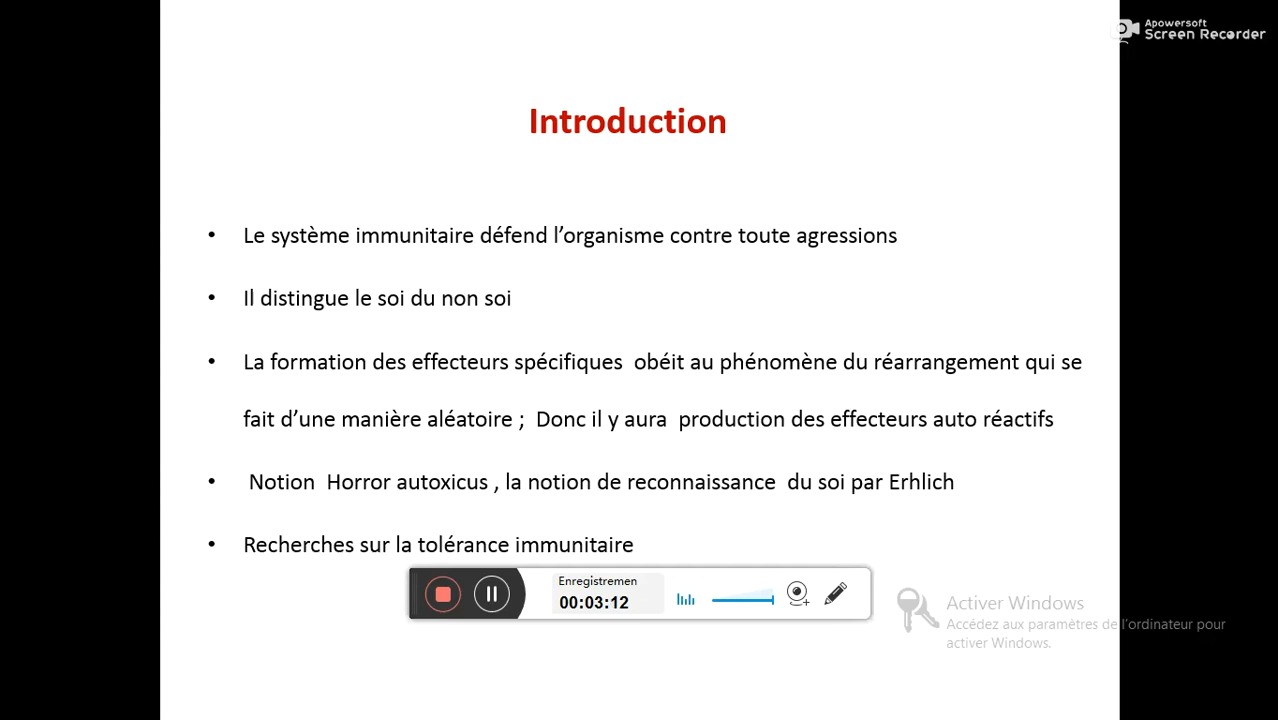 Apowersoft
Screen Recorder
Introduction
• Le système immunitaire défend l’organisme contre toute agressions
• Il distingue le soi du non soi
• La formation des effecteurs spécifiques obéit au phénomène du réarrangement qui se
fait d’une manière aléatoire ; Donc il y aura production des effecteurs auto réactifs
• Notion Horror autoxicus , la notion de reconnaissance du soi par Erhlich
• Recherches sur la tolérance immunitaire
Enregistremen
00:03:12
Activer Windows
Accédez aux paramètres de l’ordinateur pour
activer Windows.